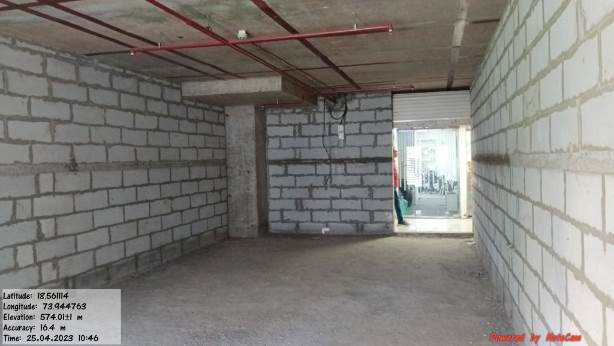 Latitude: 18.561114
Longitude: 73.944763
Elevation: 574.01±1 m
Accuracy: 16.4 m
Time: 25.04.2023 10:46
Powered by NoteCam